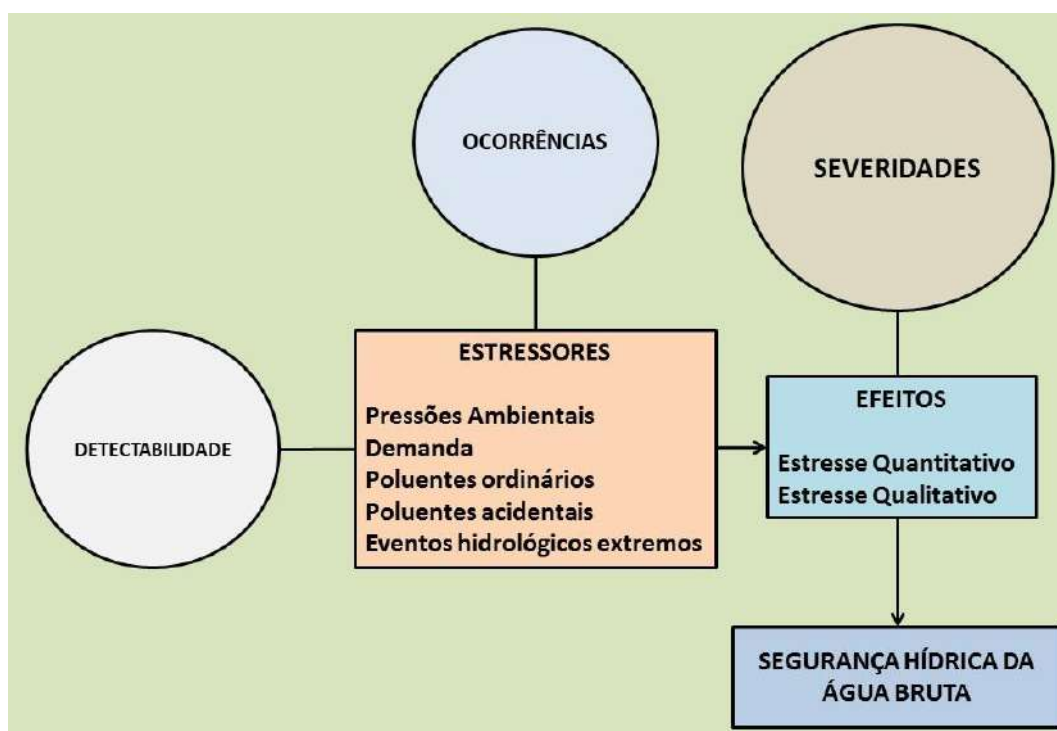 OCORRÊNCIAS
SEVERIDADES
DETECTABILIDADE
ESTRESSORES
Pressões Ambientais
Demanda
Poluentes ordinários
Poluentes acidentais
Eventos hidrológicos extremos
EFEITOS
Estresse Quantitativo
Estresse Qualitativo
SEGURANÇA HÍDRICA DA
ÁGUA BRUTA